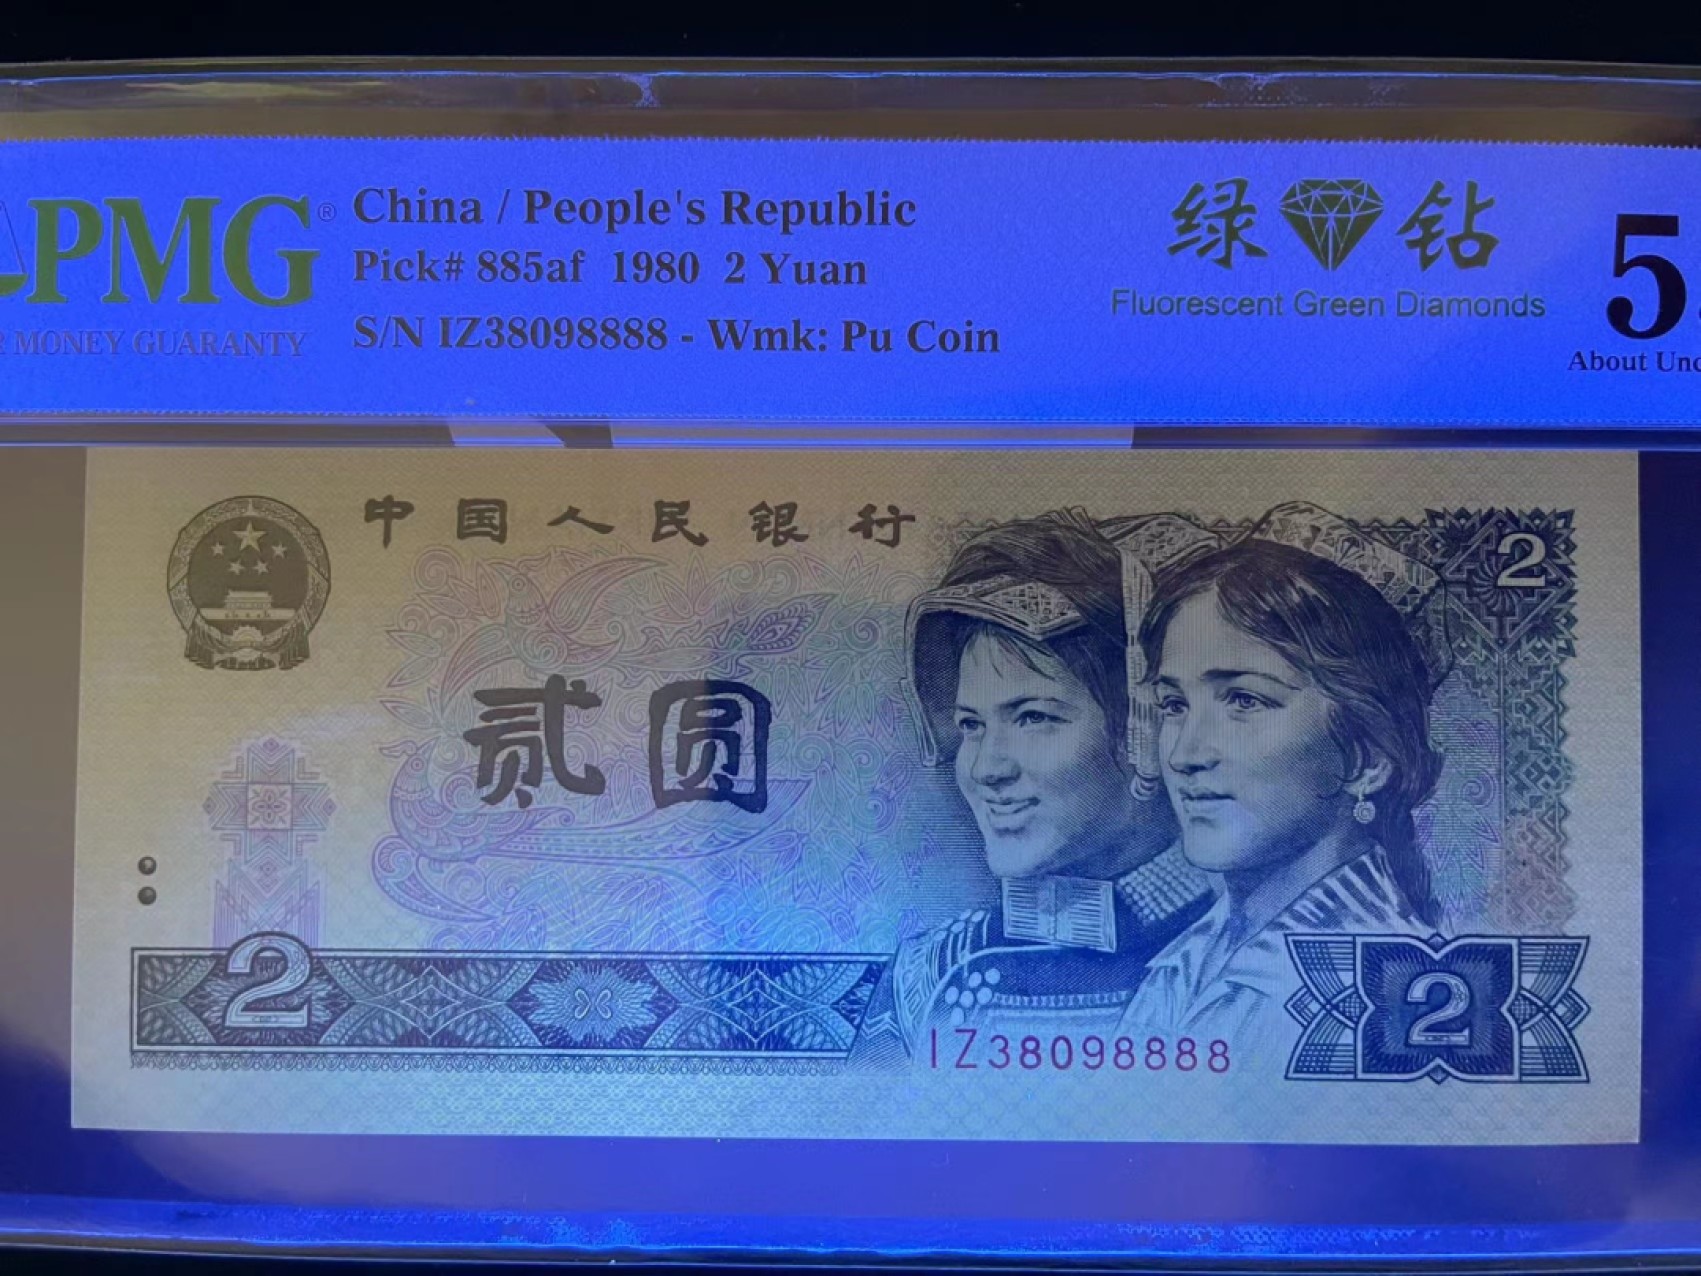 PMG® China / People's Republic
Pick# 885af 1980 2 Yuan
S/N IZ38098888 - Wmk: Pu Coin
MONEY GUARANTY
绿钻
Fluorescent Green Diamonds
5
About Unc
中国人民银行
2
贰圆
2
2
IZ38098888